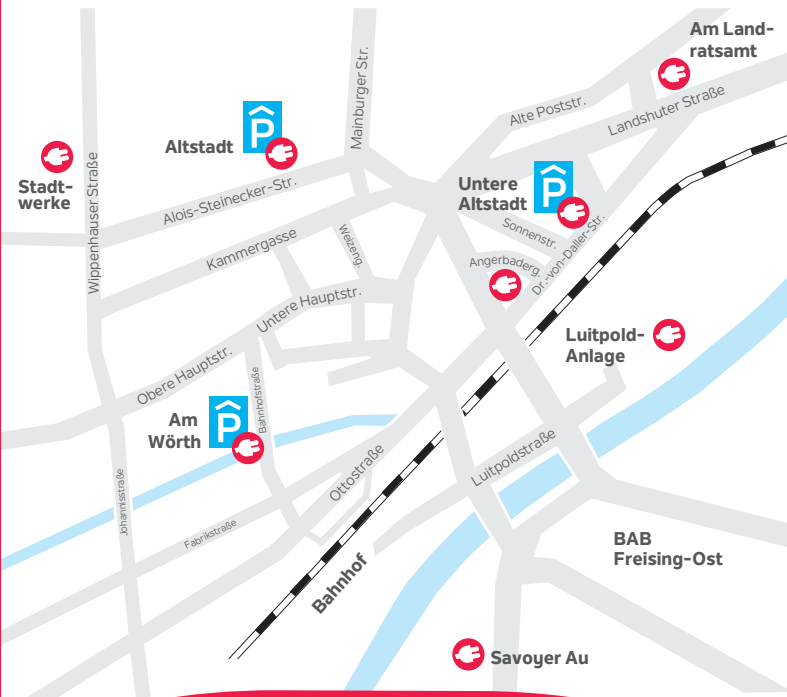 Am Land-
ratsamt
Mainburger Str.
Alte Poststr.
Landshuter Straße
P
Altstadt
Stadt-
werke
Wippenhauser Straße
Alois-Steinecker-Str.
Untere
Altstadt
P
Kammergasse
Weizeng.
Sonnenstr.
Angerbaderg.
Dr.-von-Daller-Str.
Untere Hauptstr.
Luitpold-
Anlage
Obere Hauptstr.
Bahnhofstraße
Am
Wörth
P
Johannisstraße
Ottostraße
Luitpoldstraße
Fabrikstraße
Bahnhof
BAB
Freising-Ost
Savoyer Au